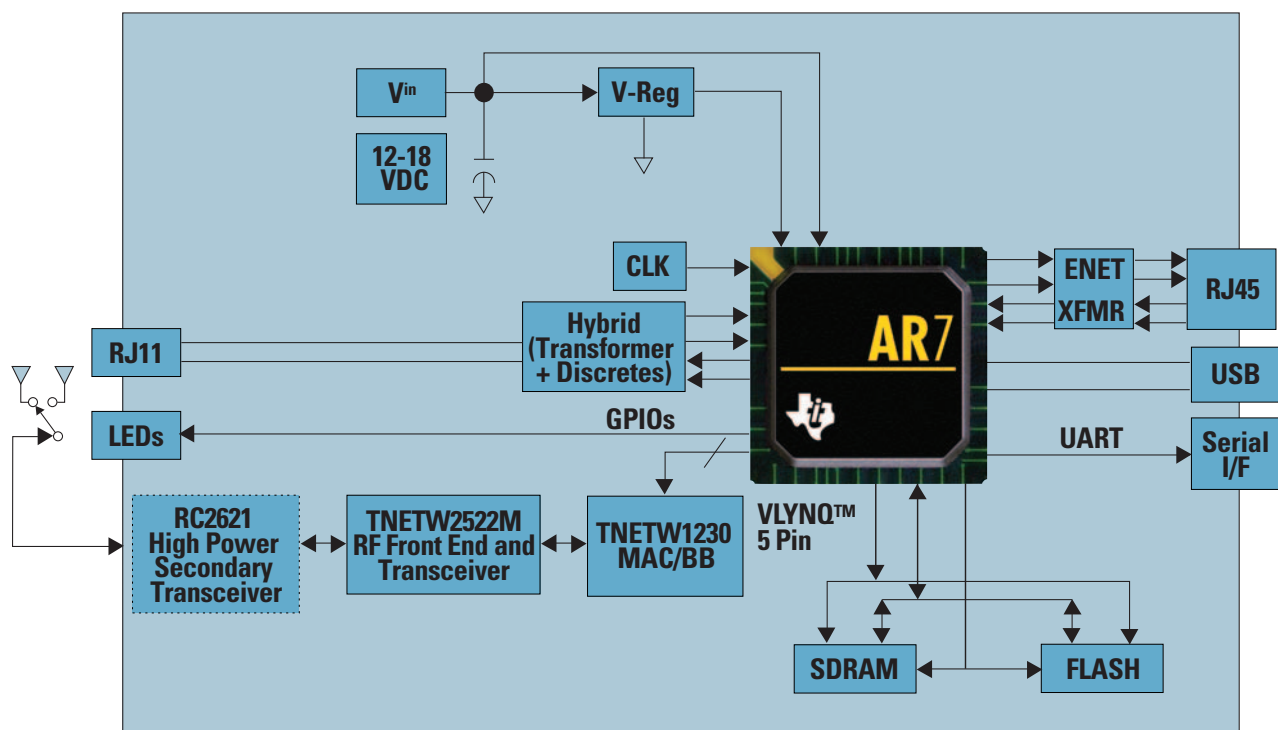 Vin
V-Reg
12-18
VDC
CLK
ENET
XFMR
RJ45
Hybrid
(Transformer
+ Discretes)
AR7
RJ11
USB
GPIOs
LEDs
UART
Serial
I/F
RC2621
High Power
Secondary
Transceiver
TNETW2522M
RF Front End and
Transceiver
TNETW1230
MAC/BB
VLYNQ™
5 Pin
SDRAM
FLASH